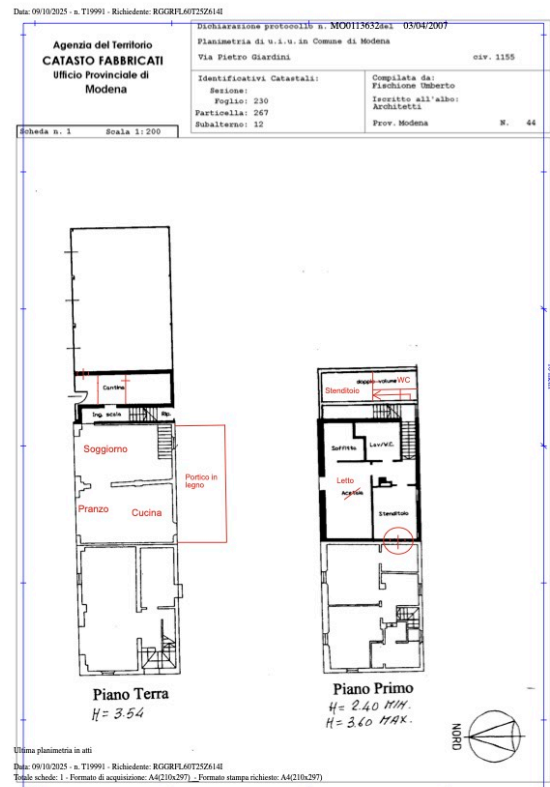 Data: 09/10/2025 - n. T19991 - Richiedente: RGGRFL60T25Z614I
Agenzia del Territorio
CATASTO FABBRICATI
Ufficio Provinciale di
Modena
Dichiarazione protocollo n. MO0113632del 03/04/2007
Planimetria di u.i.u. in Comune di Modena
Via Pietro Giardini civ. 1155
Identificativi Catastali:
Sezione:
Foglio: 230
Particella: 267
Subalterno: 12
Compilata da:
Fischione Umberto
Iscritto all'albo:
Architetti
Prov. Modena N. 44
Scheda n. 1 Scala 1:200
Cantina
Ing. scala Rip.
Soggiorno
Portico in
legno
Pranzo Cucina
Piano Terra
H = 3.54
doppio volume WC
Stenditoio
Soffitta Lav/W.C.
Letto
Stenditoio
Piano Primo
H = 2.40 MIN.
H = 3.60 MAX.
NORD
Ultima planimetria in atti
Data: 09/10/2025 - n. T19991 - Richiedente: RGGRFL60T25Z614I
Totale schede: 1 - Formato di acquisizione: A4(210x297) - Formato stampa richiesto: A4(210x297)